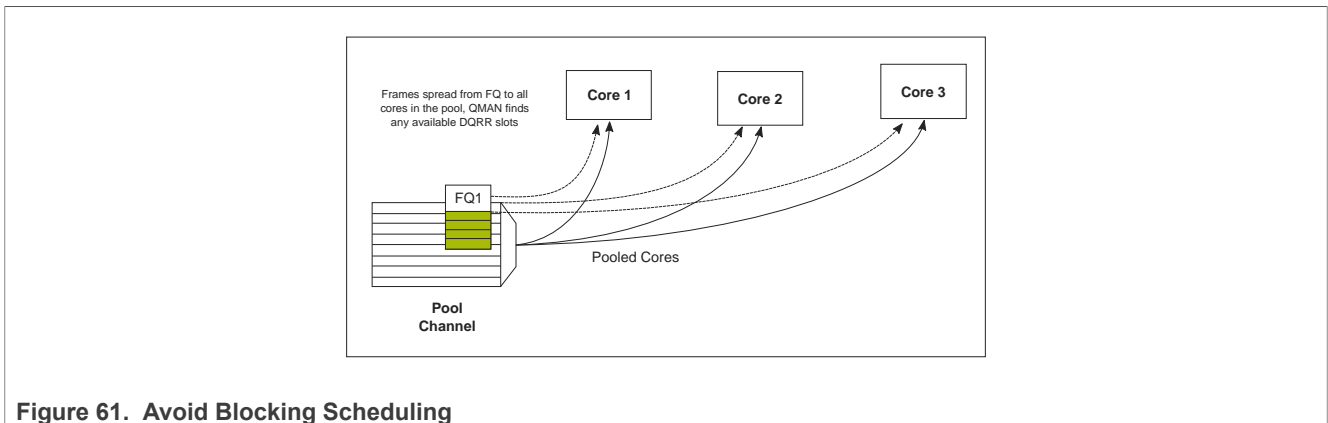 Frames spread from FQ to all
cores in the pool, QMAN finds
any available DQRR slots
Core 1
Core 2
Core 3
FQ1
Pooled Cores
Pool
Channel
Figure 61. Avoid Blocking Scheduling